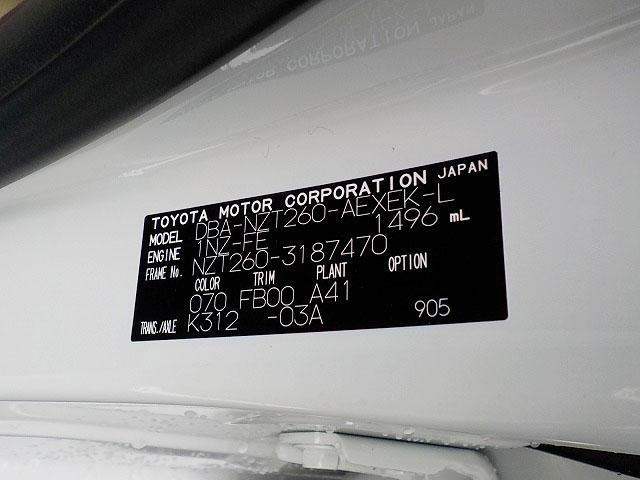 TOYOTA MOTOR CORPORATION JAPAN
MODEL DBA-NZT260-AEXEK-L
ENGINE 1NZ-FE 1496 mL
FRAME No. NZT260-3187470
COLOR TRIM PLANT OPTION
070 FB00 A41
TRANS./AXLE K312 -03A 905